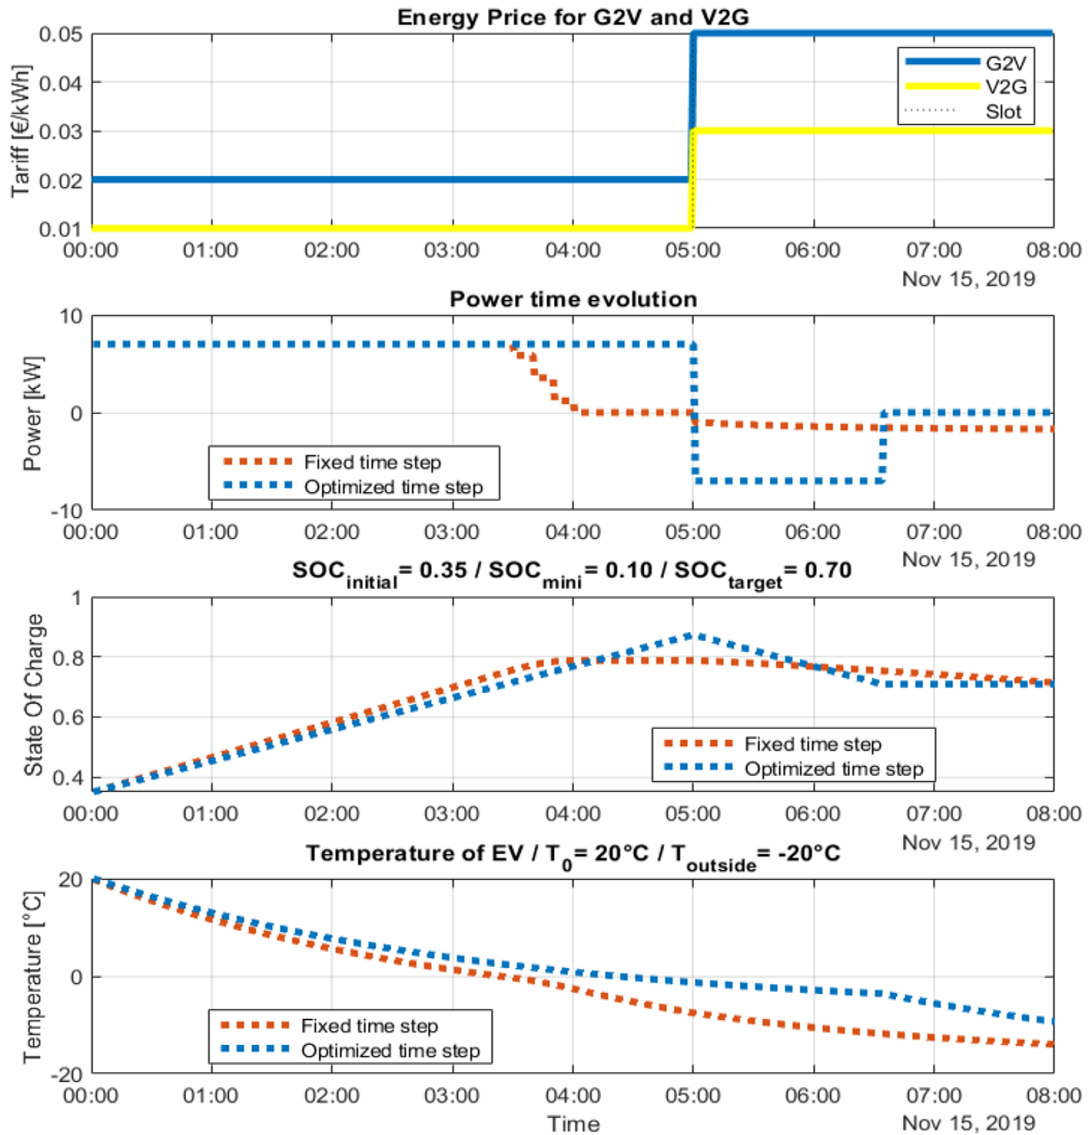 Energy Price for G2V and V2G
Tariff [€/kWh]
0.05
0.04
0.03
0.02
0.01
G2V
V2G
Slot
00:00 01:00 02:00 03:00 04:00 05:00 06:00 07:00 08:00
Nov 15, 2019
Power time evolution
Power [kW]
10
0
-10
Fixed time step
Optimized time step
00:00 01:00 02:00 03:00 04:00 05:00 06:00 07:00 08:00
Nov 15, 2019
SOCinitial= 0.35 / SOCmini= 0.10 / SOCtarget= 0.70
State Of Charge
1
0.8
0.6
0.4
Fixed time step
Optimized time step
00:00 01:00 02:00 03:00 04:00 05:00 06:00 07:00 08:00
Nov 15, 2019
Temperature of EV / T0= 20°C / Toutside= -20°C
Temperature [°C]
20
0
-20
Fixed time step
Optimized time step
00:00 01:00 02:00 03:00 04:00 05:00 06:00 07:00 08:00
Time
Nov 15, 2019